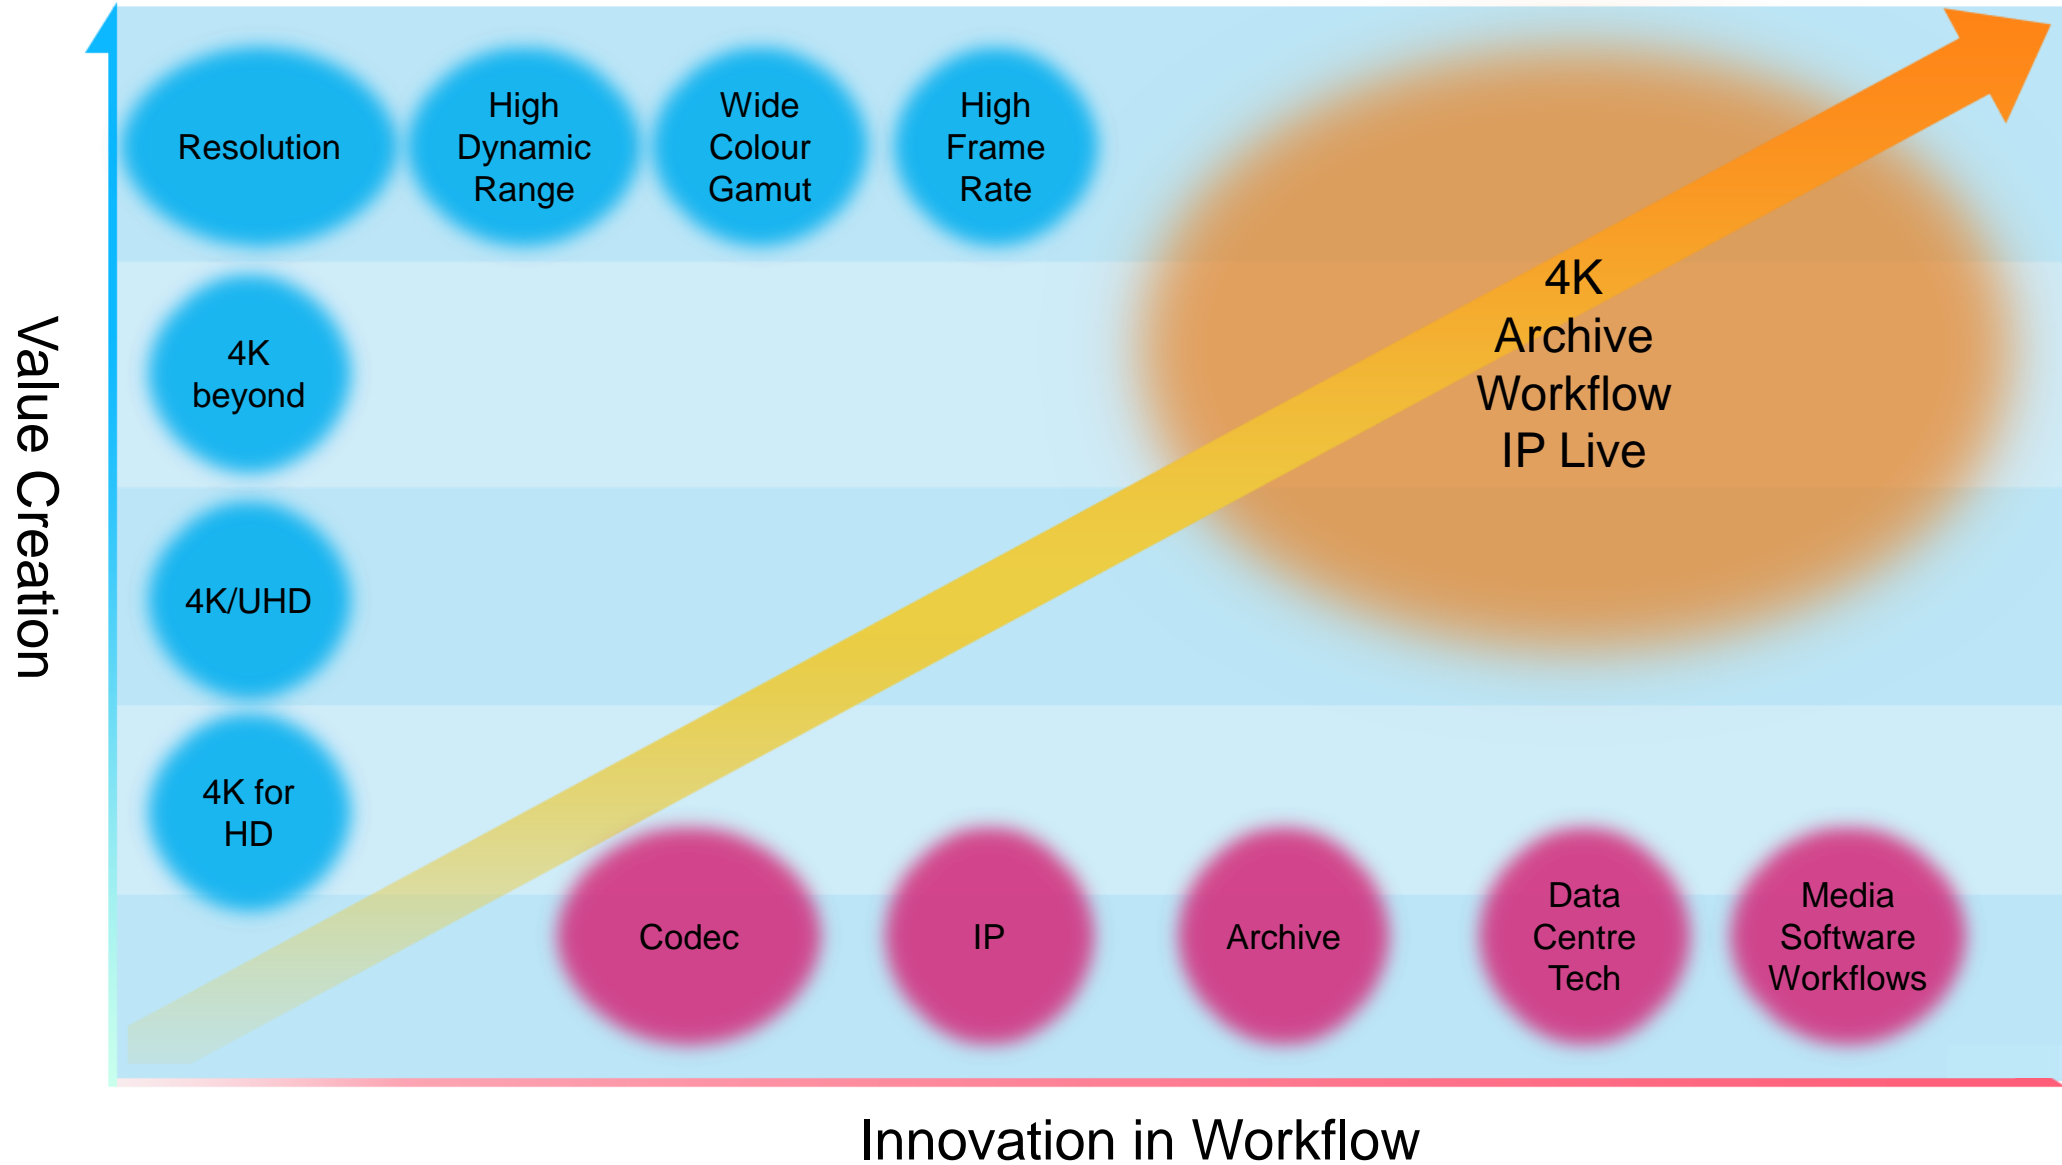 Resolution
High
Dynamic
Range
Wide
Colour
Gamut
High
Frame
Rate
4K
beyond
4K/UHD
4K for
HD
4K
Archive
Workflow
IP Live
Codec
IP
Archive
Data
Centre
Tech
Media
Software
Workflows
Value Creation
Innovation in Workflow